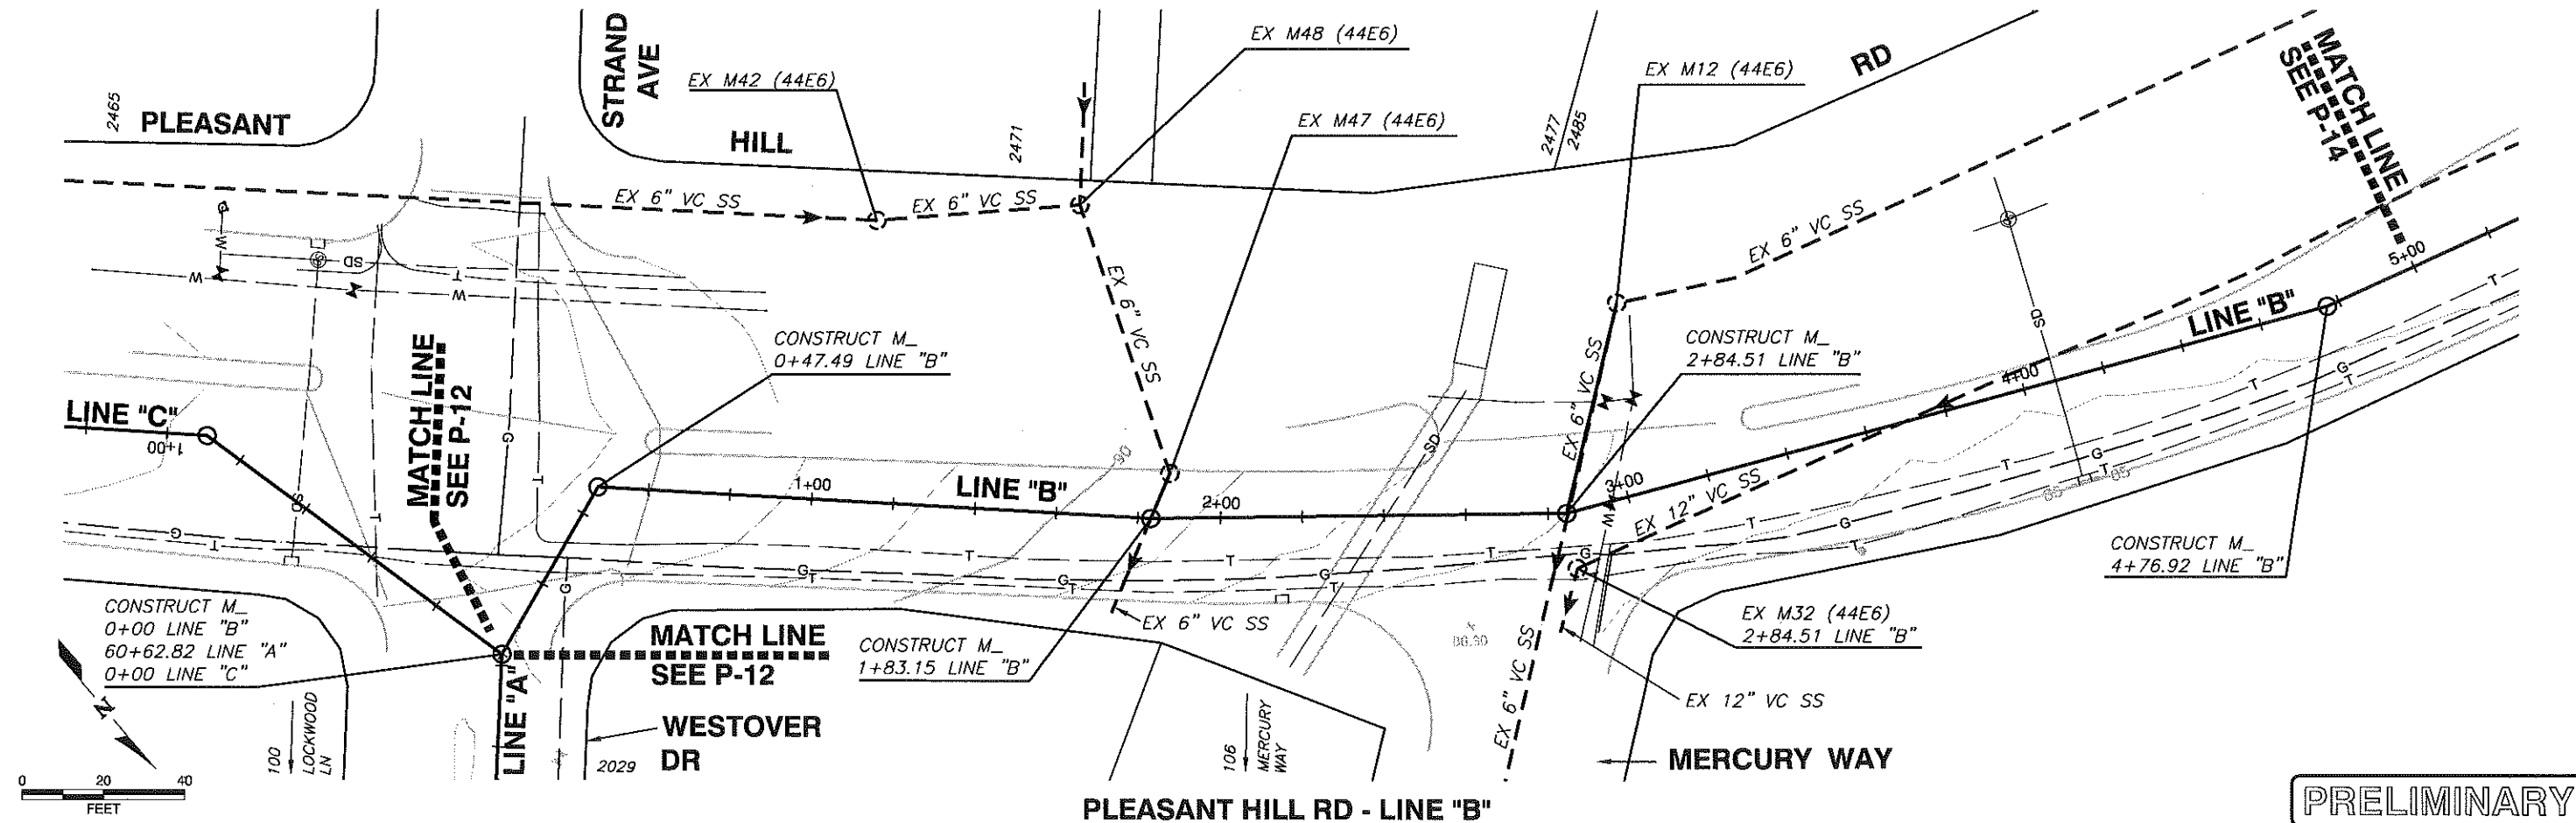 EX M48 (44E6)
STRAND
AVE
EX M42 (44E6)
EX M12 (44E6)
RD
MATCH LINE
SEE P-14
2465
PLEASANT
HILL
2471
EX M47 (44E6)
2477
2485
EX 6" VC SS
EX 6" VC SS
EX 6" VC SS
EX 6" VC SS
W
SD
T
W
W
5+00
LINE "B"
SD
T
CONSTRUCT M_
0+47.49 LINE "B"
CONSTRUCT M_
2+84.51 LINE "B"
EX 6" VC SS
4+00
T
G
T
MATCH LINE
SEE P-12
LINE "C"
1+00
G
T
SD
T
90
SD
1+00
LINE "B"
2+00
3+00
EX 12" VC SS
T
G
T
85
85
G
T
T
G
T
G
T
T
G
T
T
G
T
G
T
CONSTRUCT M_
4+76.92 LINE "B"
CONSTRUCT M_
0+00 LINE "B"
60+62.82 LINE "A"
0+00 LINE "C"
G
MATCH LINE
SEE P-12
EX 6" VC SS
CONSTRUCT M_
1+83.15 LINE "B"
EX M32 (44E6)
2+84.51 LINE "B"
EX 6" VC SS
EX 12" VC SS
N
LINE "A"
WESTOVER
DR
2029
100
LOCKWOOD
LN
106
MERCURY
WAY
MERCURY WAY
0 20 40
FEET
PLEASANT HILL RD - LINE "B"
PRELIMINARY